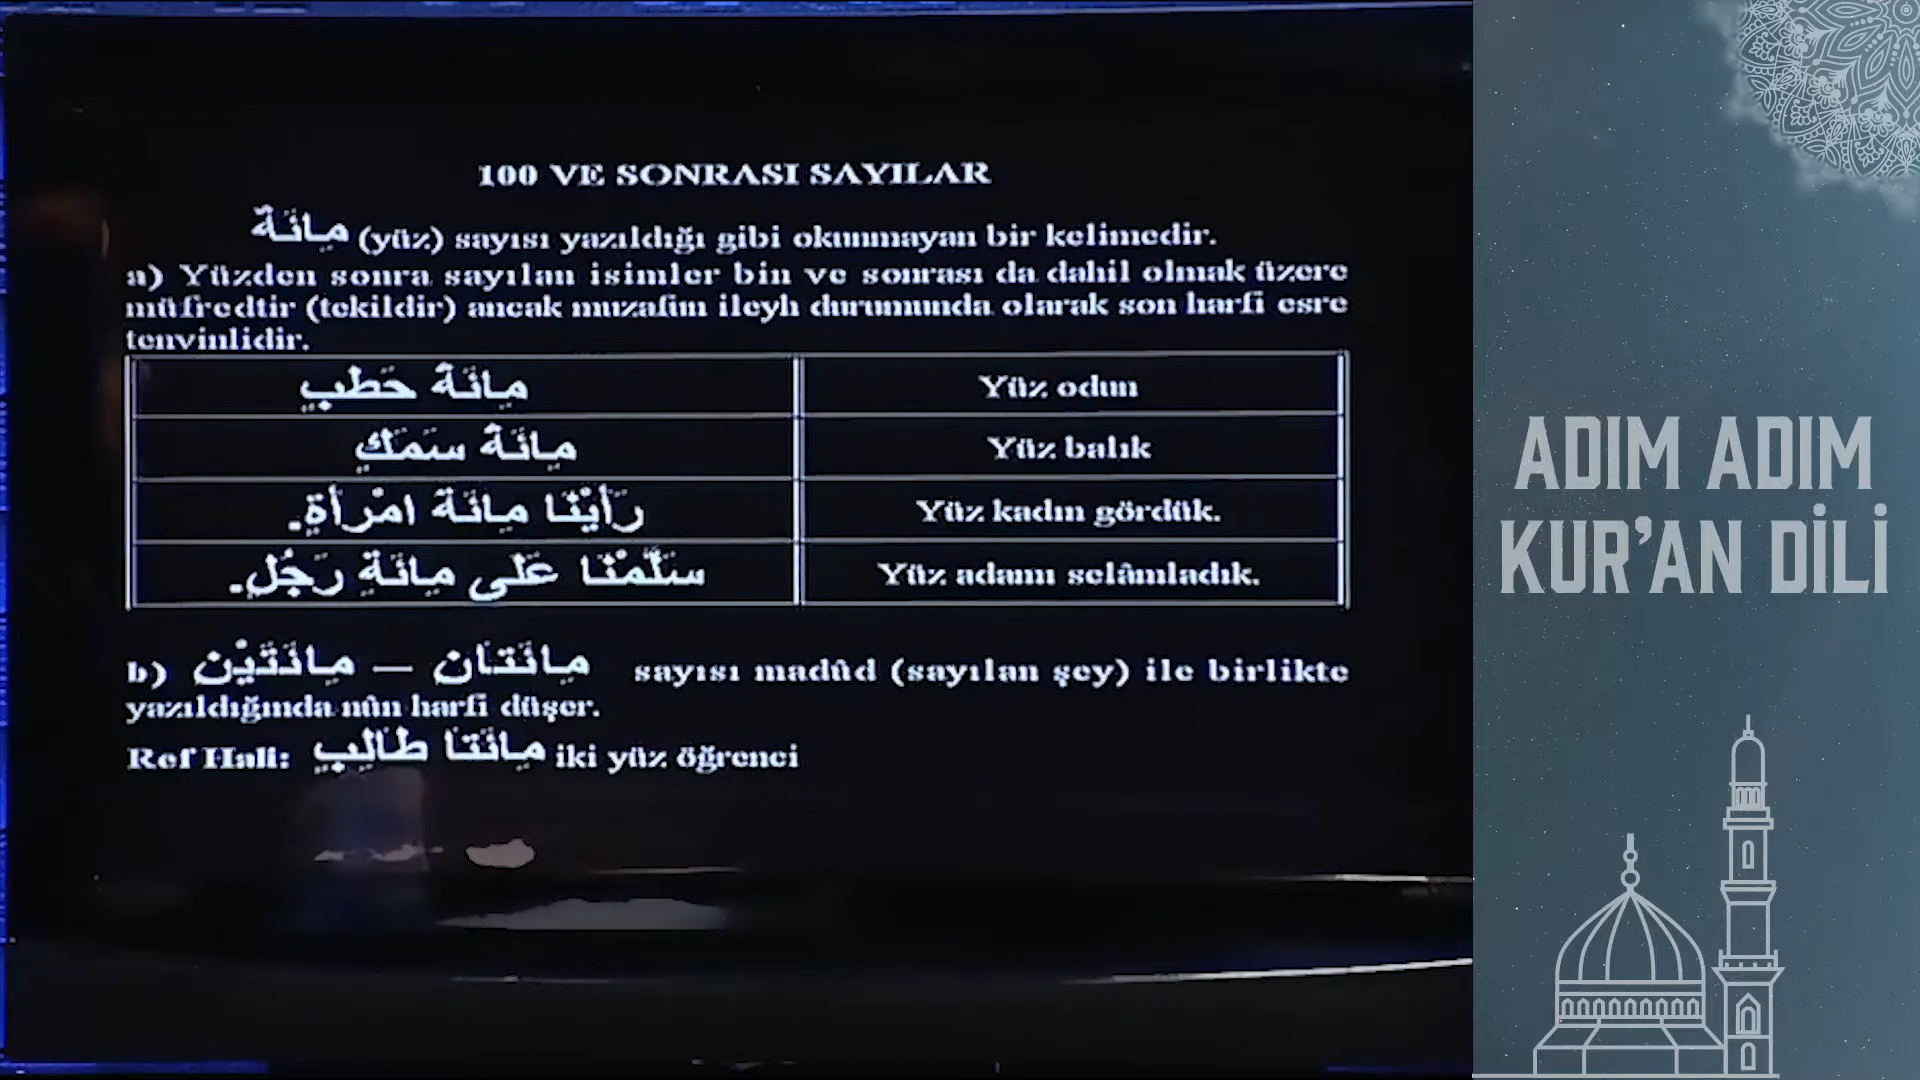 100 VE SONRASI SAYILAR
مِائَةٌ (yüz) sayısı yazıldığı gibi okunmayan bir kelimedir.
a) Yüzden sonra sayılan isimler bin ve sonrası da dahil olmak üzere
müfredtir (tekildir) ancak muzafun ileyh durumunda olarak son harfi esre
tenvinlidir.
مِائَةُ حَطَبٍ Yüz odun
مِائَةُ سَمَكٍ Yüz balık
رَأَيْنَا مِائَةَ امْرَأَةٍ. Yüz kadın gördük.
سَلَّمْنَا عَلَى مِائَةِ رَجُلٍ. Yüz adamı selâmladık.
b) مِائَتَانِ – مِائَتَيْنِ sayısı madûd (sayılan şey) ile birlikte
yazıldığında nûn harfi düşer.
Ref Hali: مِائَتَا طَالِبٍ iki yüz öğrenci
ADIM ADIM
KUR'AN DİLİ